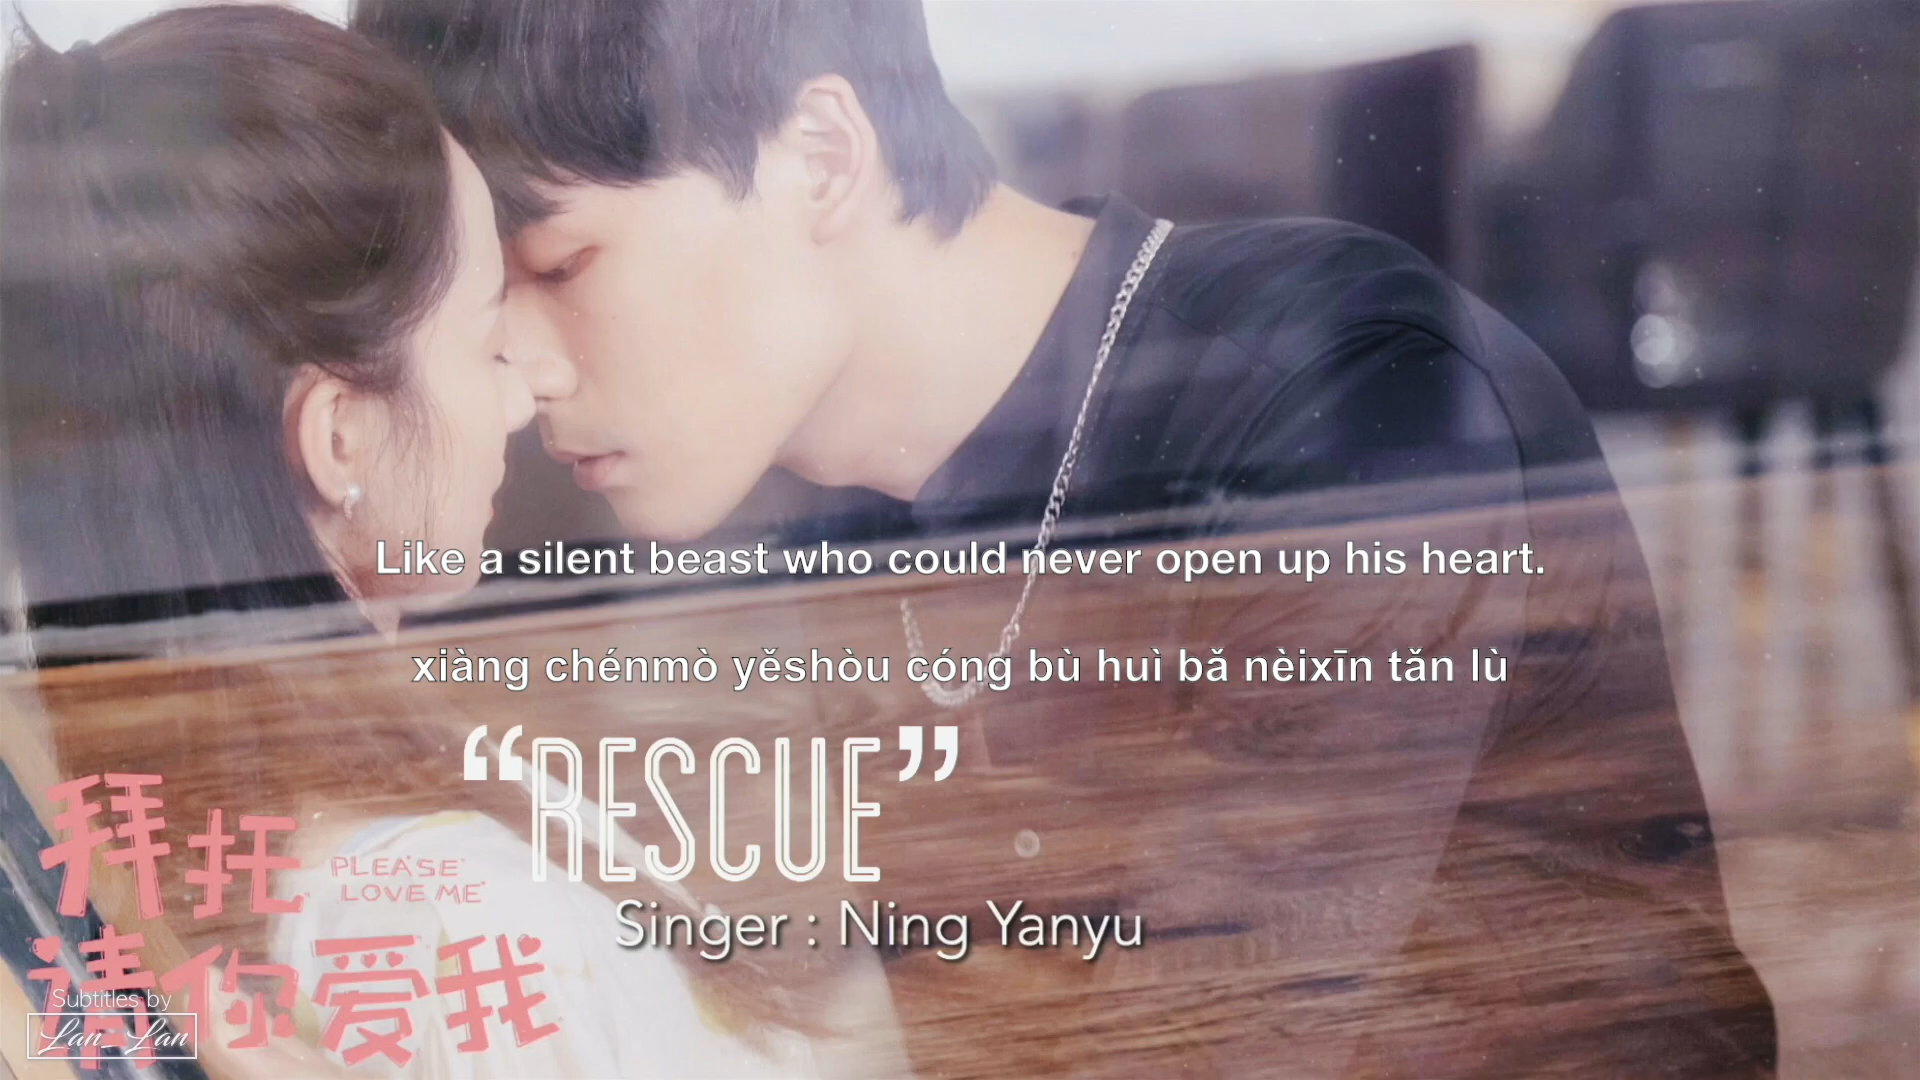 Like a silent beast who could never open up his heart.
xiàng chénmò yěshòu cóng bù huì bǎ nèixīn tǎn lù
“RESCUE”
Singer : Ning Yanyu
拜托
PLEASE
LOVE ME
请你爱我
Subtitles by
Lan_Lan